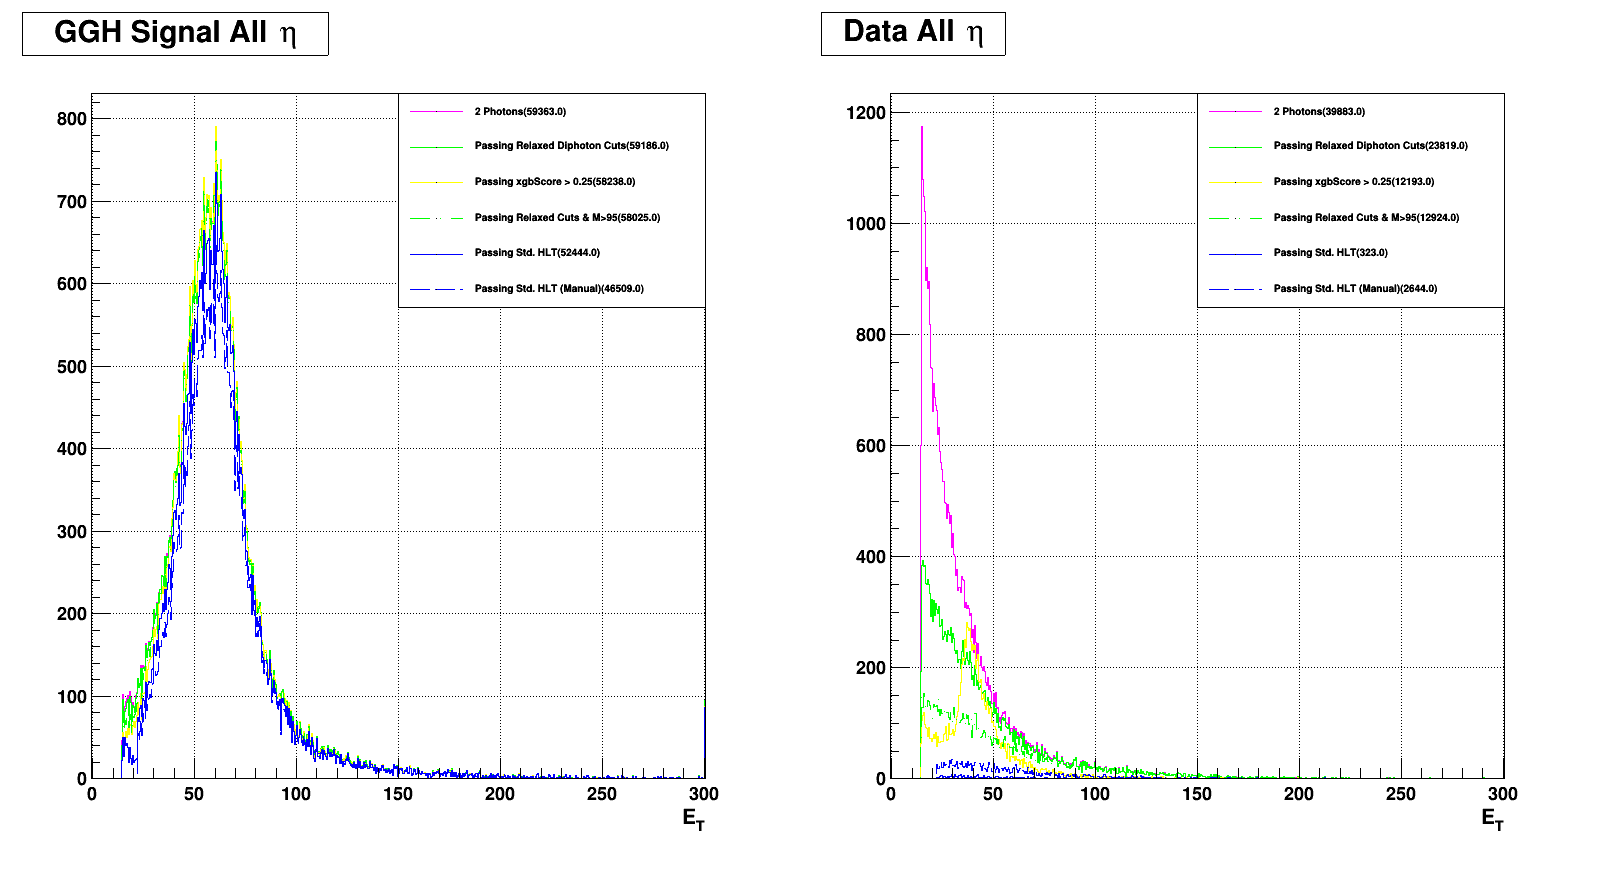 GGH Signal All η
800
700
600
500
400
300
200
100
0
0 50 100 150 200 250 300
E_T
2 Photons(59363.0)
Passing Relaxed Diphoton Cuts(59186.0)
Passing xgbScore > 0.25(58238.0)
Passing Relaxed Cuts & M>95(58025.0)
Passing Std. HLT(52444.0)
Passing Std. HLT (Manual)(46509.0)
Data All η
1200
1000
800
600
400
200
0
0 50 100 150 200 250 300
E_T
2 Photons(39883.0)
Passing Relaxed Diphoton Cuts(23819.0)
Passing xgbScore > 0.25(12193.0)
Passing Relaxed Cuts & M>95(12924.0)
Passing Std. HLT(323.0)
Passing Std. HLT (Manual)(2644.0)